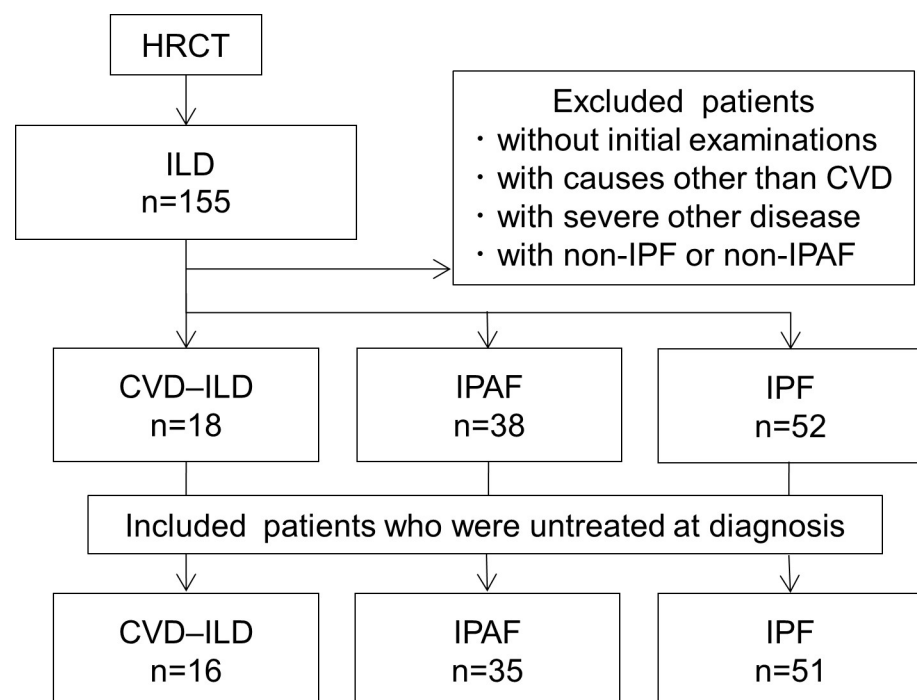 HRCT
ILD
n=155
Excluded patients
・without initial examinations
・with causes other than CVD
・with severe other disease
・with non-IPF or non-IPAF
CVD–ILD
n=18
IPAF
n=38
IPF
n=52
Included patients who were untreated at diagnosis
CVD–ILD
n=16
IPAF
n=35
IPF
n=51